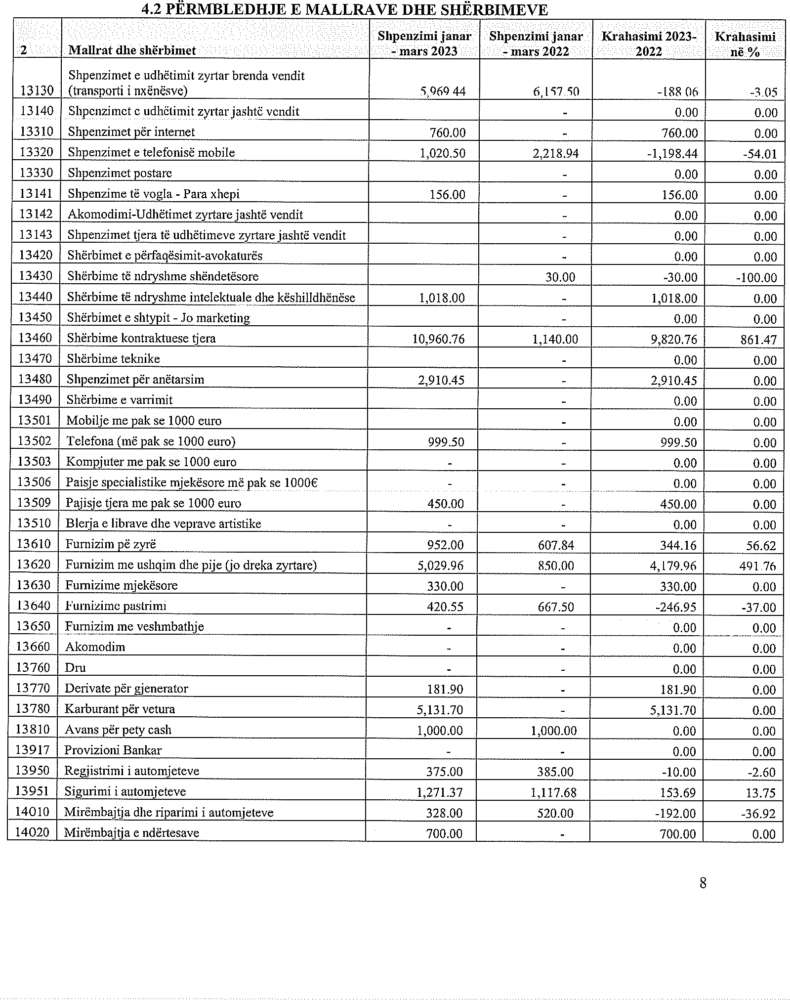 4.2 PËRMBLEDHJE E MALLRAVE DHE SHËRBIMEVE
2 Mallrat dhe shërbimet Shpenzimi janar - mars 2023 Shpenzimi janar - mars 2022 Krahasimi 2023-2022 Krahasimi në %
13130 Shpenzimet e udhëtimit zyrtar brenda vendit (transporti i nxënësve) 5,969.44 6,157.50 -188.06 -3.05
13140 Shpenzimet e udhëtimit zyrtar jashtë vendit - 0.00 0.00
13310 Shpenzimet për internet 760.00 - 760.00 0.00
13320 Shpenzimet e telefonisë mobile 1,020.50 2,218.94 -1,198.44 -54.01
13330 Shpenzimet postare - 0.00 0.00
13141 Shpenzime të vogla - Para xhepi 156.00 - 156.00 0.00
13142 Akomodimi-Udhëtimet zyrtare jashtë vendit - 0.00 0.00
13143 Shpenzimet tjera të udhëtimeve zyrtare jashtë vendit - 0.00 0.00
13420 Shërbimet e përfaqësimit-avokaturës - 0.00 0.00
13430 Shërbime të ndryshme shëndetësore 30.00 -30.00 -100.00
13440 Shërbime të ndryshme intelektuale dhe këshilldhënëse 1,018.00 - 1,018.00 0.00
13450 Shërbimet e shtypit - Jo marketing - 0.00 0.00
13460 Shërbime kontraktuese tjera 10,960.76 1,140.00 9,820.76 861.47
13470 Shërbime teknike - 0.00 0.00
13480 Shpenzimet për anëtarsim 2,910.45 - 2,910.45 0.00
13490 Shërbime e varrimit - 0.00 0.00
13501 Mobilje me pak se 1000 euro - 0.00 0.00
13502 Telefona (më pak se 1000 euro) 999.50 - 999.50 0.00
13503 Kompjuter me pak se 1000 euro - - 0.00 0.00
13506 Paisje specialistike mjekësore më pak se 1000€ - - 0.00 0.00
13509 Pajisje tjera me pak se 1000 euro 450.00 - 450.00 0.00
13510 Blerja e librave dhe veprave artistike - - 0.00 0.00
13610 Furnizim pë zyrë 952.00 607.84 344.16 56.62
13620 Furnizim me ushqim dhe pije (jo dreka zyrtare) 5,029.96 850.00 4,179.96 491.76
13630 Furnizime mjekësore 330.00 - 330.00 0.00
13640 Furnizime pastrimi 420.55 667.50 -246.95 -37.00
13650 Furnizim me veshmbathje - - 0.00 0.00
13660 Akomodim - - 0.00 0.00
13760 Dru - - 0.00 0.00
13770 Derivate për gjenerator 181.90 - 181.90 0.00
13780 Karburant për vetura 5,131.70 - 5,131.70 0.00
13810 Avans për pety cash 1,000.00 1,000.00 0.00 0.00
13917 Provizioni Bankar - - 0.00 0.00
13950 Regjistrimi i automjeteve 375.00 385.00 -10.00 -2.60
13951 Sigurimi i automjeteve 1,271.37 1,117.68 153.69 13.75
14010 Mirëmbajtja dhe riparimi i automjeteve 328.00 520.00 -192.00 -36.92
14020 Mirëmbajtja e ndërtesave 700.00 - 700.00 0.00
8